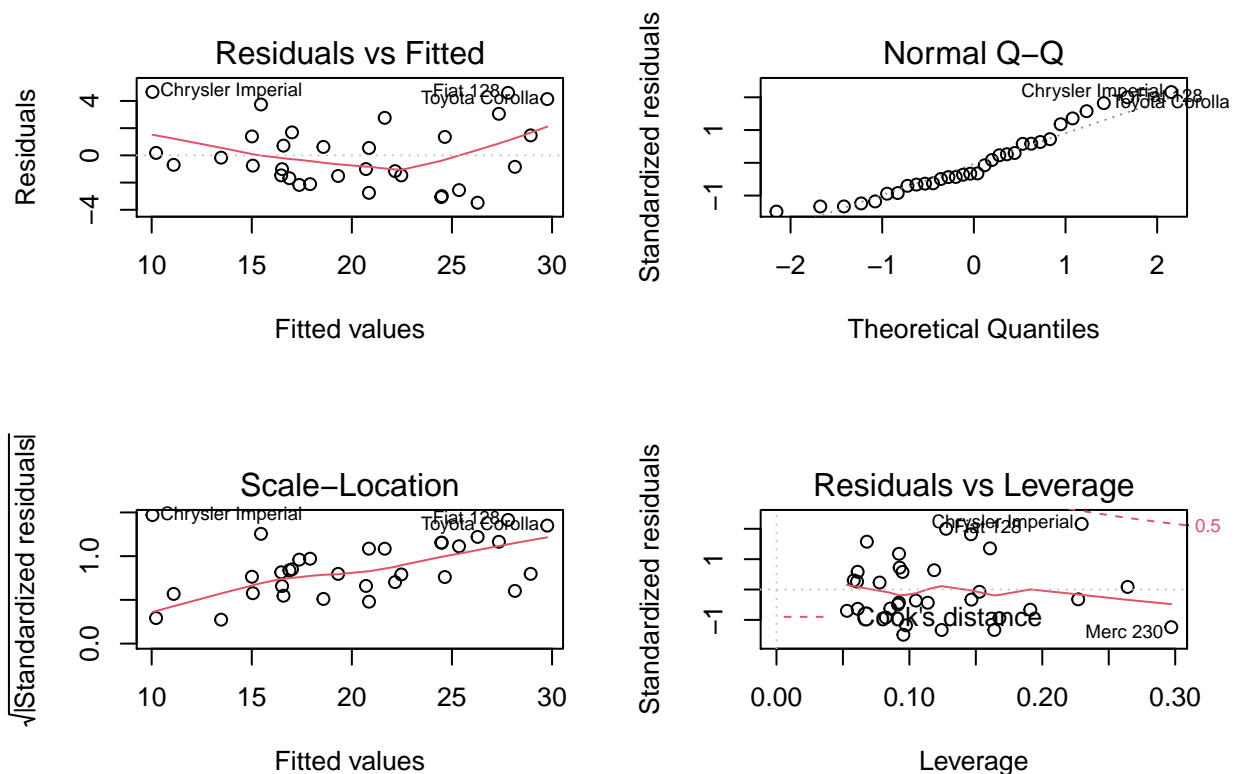 Residuals vs Fitted
Residuals
−4
0
4
Chrysler Imperial
Fiat 128
Toyota Corolla
10 15 20 25 30
Fitted values
Normal Q−Q
Standardized residuals
−1
1
Chrysler Imperial
Fiat 128
Toyota Corolla
−2 −1 0 1 2
Theoretical Quantiles
Scale−Location
√|Standardized residuals|
0.0
1.0
Chrysler Imperial
Fiat 128
Toyota Corolla
10 15 20 25 30
Fitted values
Residuals vs Leverage
Standardized residuals
−1
1
Chrysler Imperial
Fiat 128
0.5
Cook's distance
Merc 230
0.00 0.10 0.20 0.30
Leverage